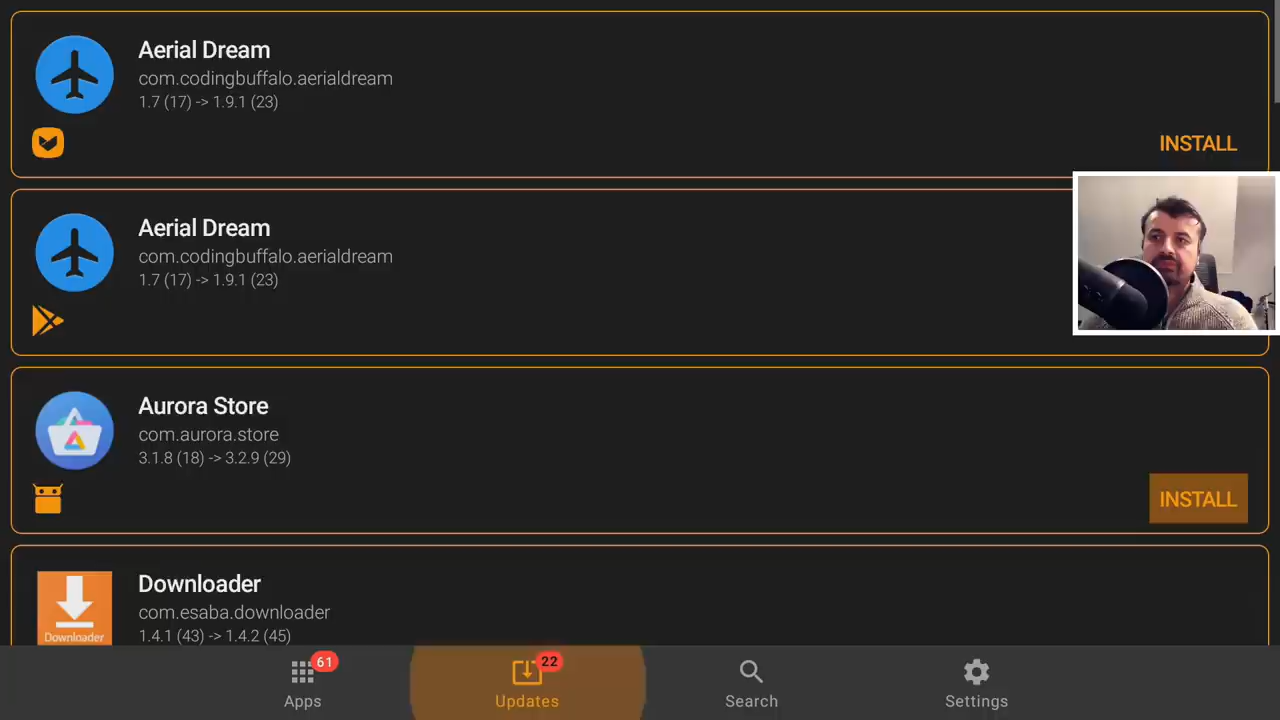 Aerial Dream
com.codingbuffalo.aerialdream
1.7 (17) -> 1.9.1 (23)
INSTALL
Aerial Dream
com.codingbuffalo.aerialdream
1.7 (17) -> 1.9.1 (23)
Aurora Store
com.aurora.store
3.1.8 (18) -> 3.2.9 (29)
INSTALL
Downloader
com.esaba.downloader
1.4.1 (43) -> 1.4.2 (45)
Downloader
61
22
Apps
Updates
Search
Settings